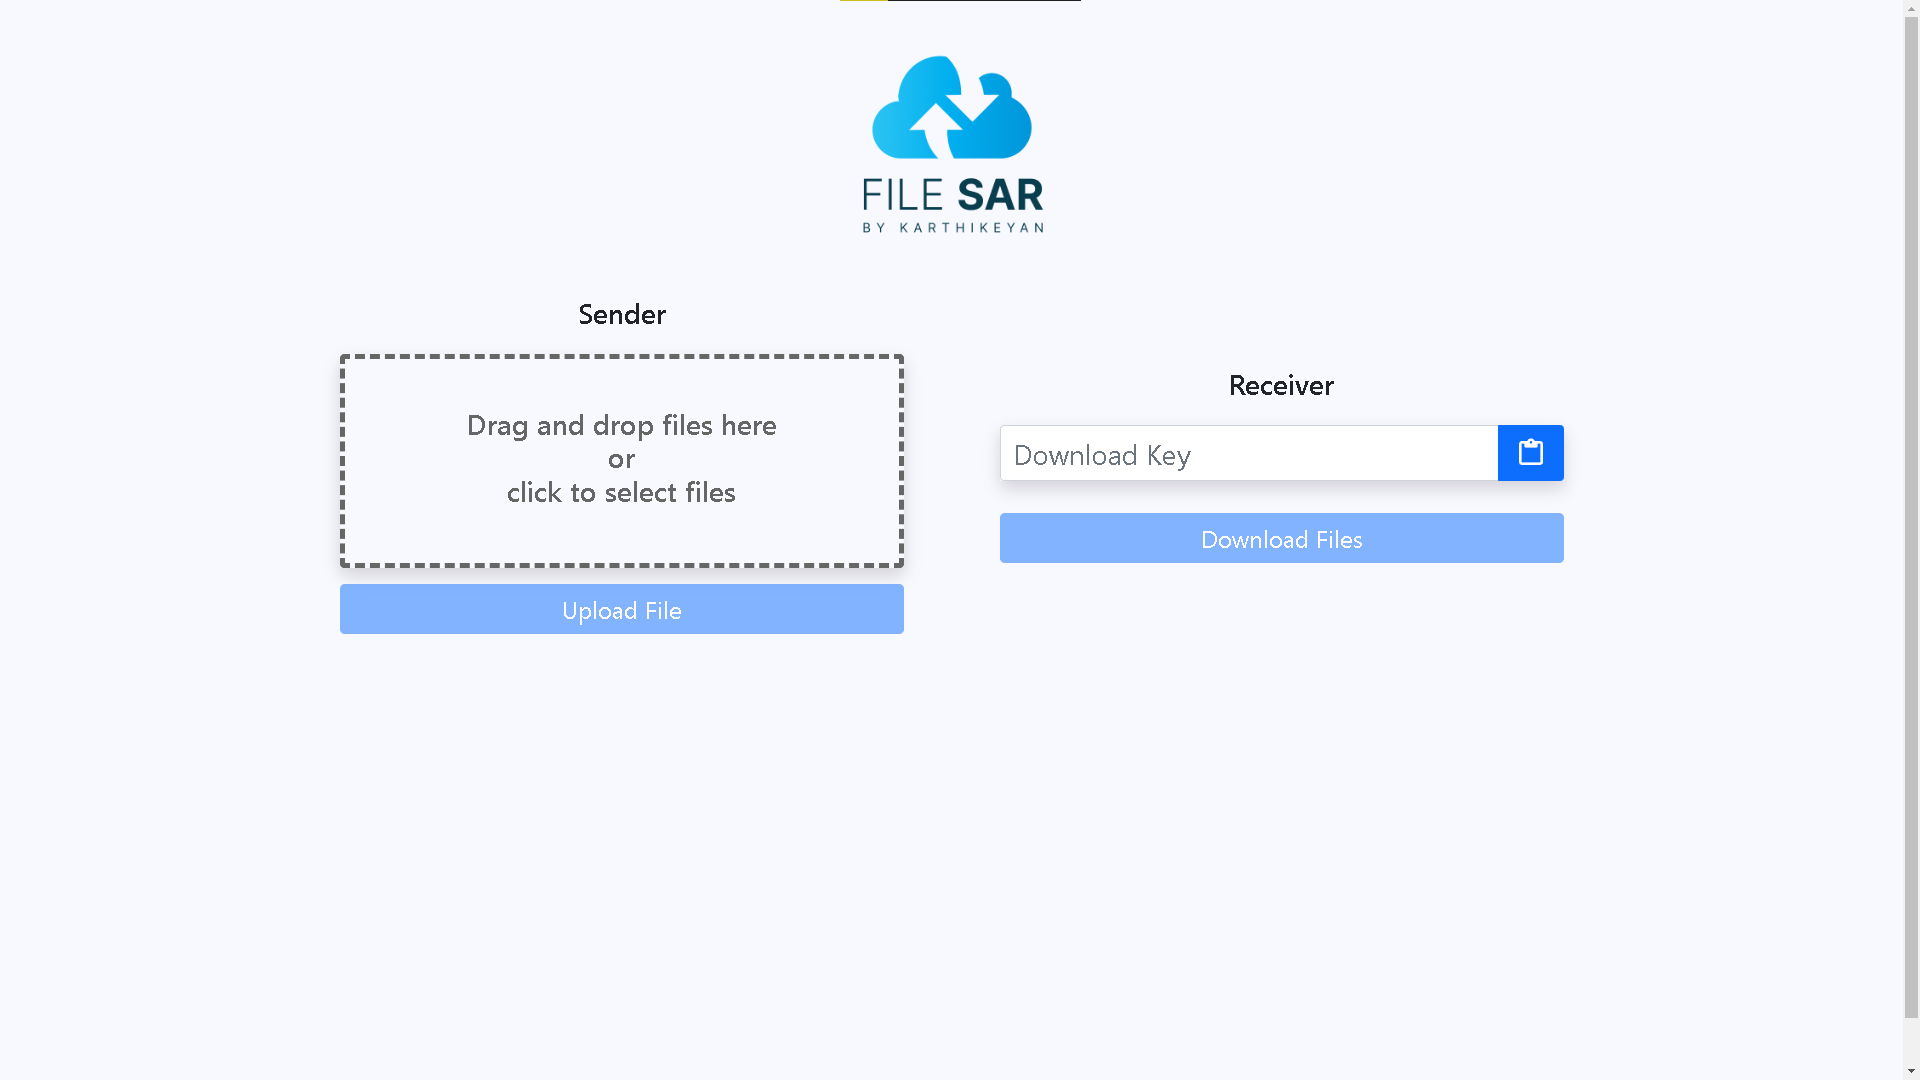 FILE SAR
BY KARTHIKEYAN
Sender
Drag and drop files here
or
click to select files
Upload File
Receiver
Download Key
Download Files